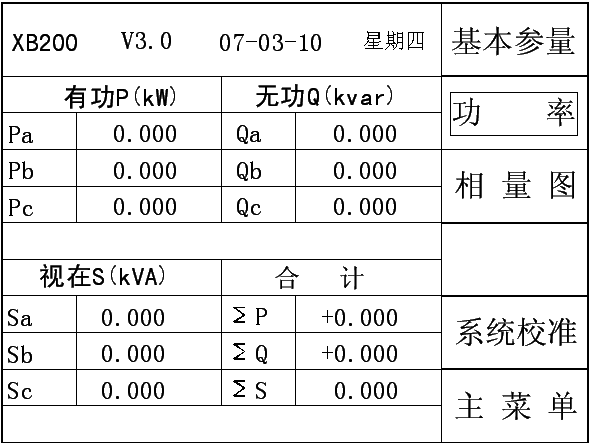 XB200 V3.0 07-03-10 星期四 基本参量
有功P(kW) 无功Q(kvar)
功 率
Pa 0.000 Qa 0.000
Pb 0.000 Qb 0.000
相 量 图
Pc 0.000 Qc 0.000
视在S(kVA) 合 计
Sa 0.000 ΣP +0.000
系统校准
Sb 0.000 ΣQ +0.000
Sc 0.000 ΣS 0.000
主 菜 单